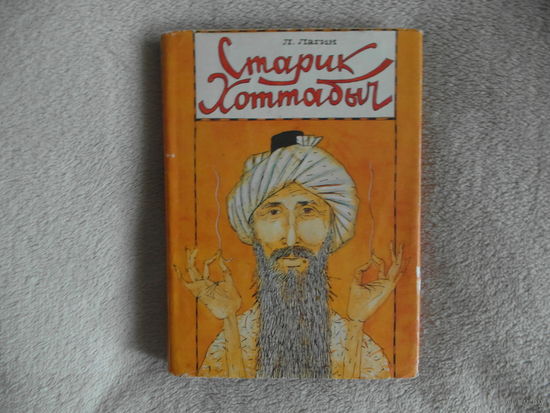 Л. Лагин
Старик
Хоттабыч